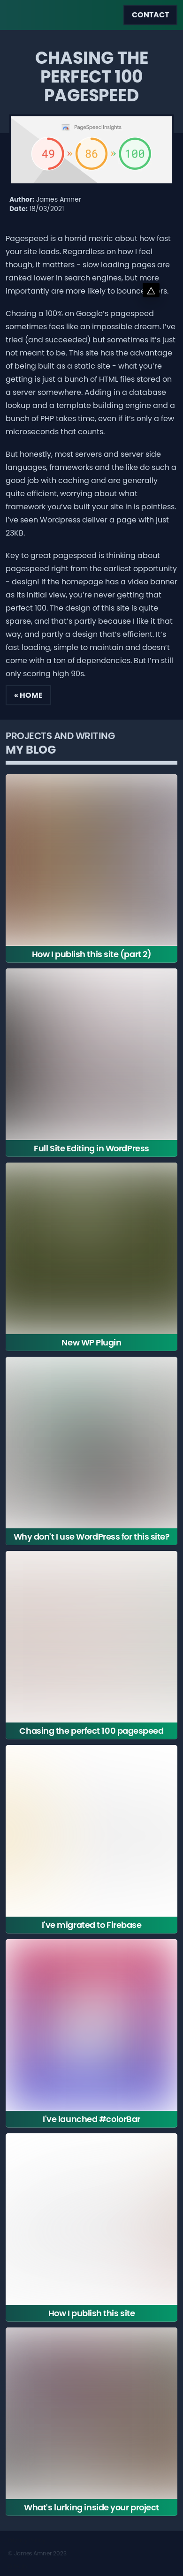 CONTACT
CHASING THE
PERFECT 100
PAGESPEED
PageSpeed Insights
49 » 86 » 100
Author: James Amner
Date: 18/03/2021
Pagespeed is a horrid metric about how fast
your site loads. Regardless on how I feel
though, it matttters - slow loading pages are
ranked lower in search engines, but more
importantly are more likely to bounce
Chasing a 100% on Google's pagespeed
sometimes feels like an impossible dream. I've
tried (and succeeded) but sometimes it's just
not meant to be. This site has the advantage
of being built as a static site - what you're
getting is just a bunch of HTML files stored on
a server somewhere. Adding in a database
lookup and a template building engine and a
bunch of PHP takes time, even if it's only a few
microseconds that counts.
But honestly, most servers and server side
languages, frameworks and the like do such a
good job with caching and are generally
quite efficient, worrying about what
framework you've built your site in is pointless.
I've seen Wordpress deliver a page with just
23KB.
Key to great pagespeed is thinking about
pagespeed right from the earliest opportunity
- design! If the homepage has a video banner
as its initial view, you're never getting that
perfect 100. The design of this site is quite
sparse, and that's partly because I like it that
way, and partly a design that's efficient. It's
fast loading, simple to maintain and doesn't
come with a ton of dependencies. But I'm still
only scoring high 90s.
« HOME
PROJECTS AND WRITING
MY BLOG
How I publish this site (part 2)
Full Site Editing in WordPress
New WP Plugin
Why don't I use WordPress for this site?
Chasing the perfect 100 pagespeed
I've migrated to Firebase
I've launched #colorBar
How I publish this site
What's lurking inside your project
© James Amner 2023